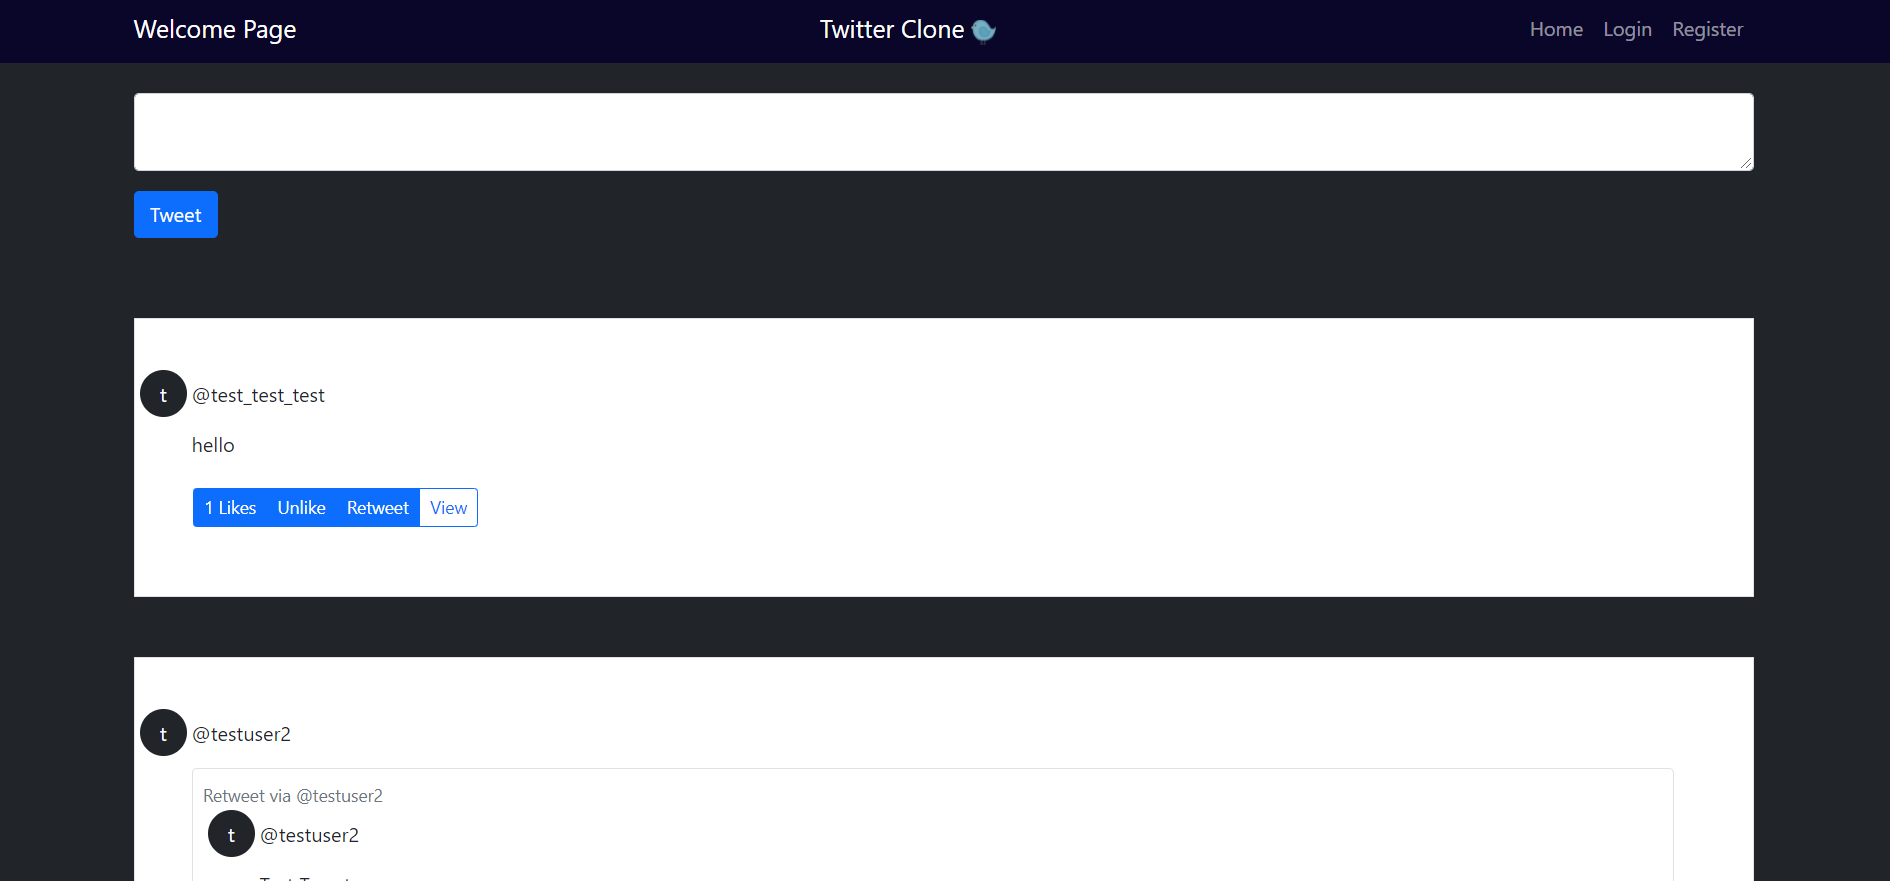 Welcome Page Twitter Clone Home Login Register
Tweet
t @test_test_test
hello
1 Likes Unlike Retweet View
t @testuser2
Retweet via @testuser2
t @testuser2